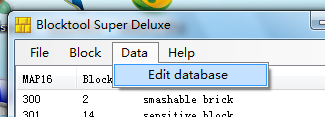 Blocktool Super Deluxe
File Block Data Help
Edit database
MAP16 Block
300 2 smashable brick
301 14 sensitive block